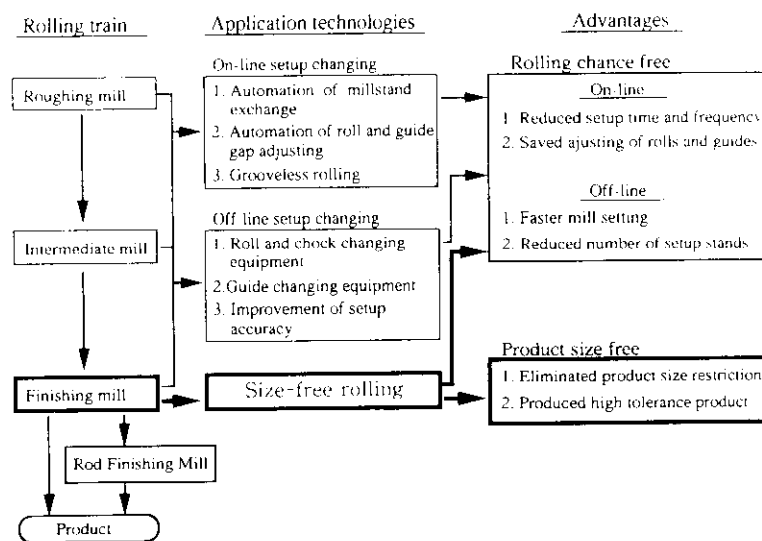 Rolling train
Application technologies
Advantages
Roughing mill
Intermediate mill
Finishing mill
Rod Finishing Mill
Product
On-line setup changing
1. Automation of millstand
exchange
2. Automation of roll and guide
gap adjusting
3. Grooveless rolling
Off line setup changing
1. Roll and chock changing
equipment
2. Guide changing equipment
3. Improvement of setup
accuracy
Size-free rolling
Rolling chance free
On-line
1. Reduced setup time and frequency
2. Saved ajusting of rolls and guides
Off-line
1. Faster mill setting
2. Reduced number of setup stands
Product size free
1. Eliminated product size restriction
2. Produced high tolerance product